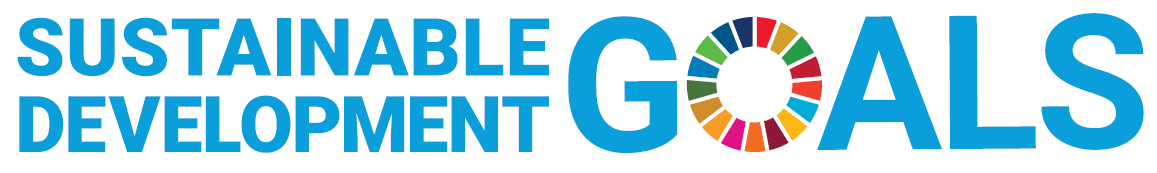 SUSTAINABLE
DEVELOPMENT
GOALS